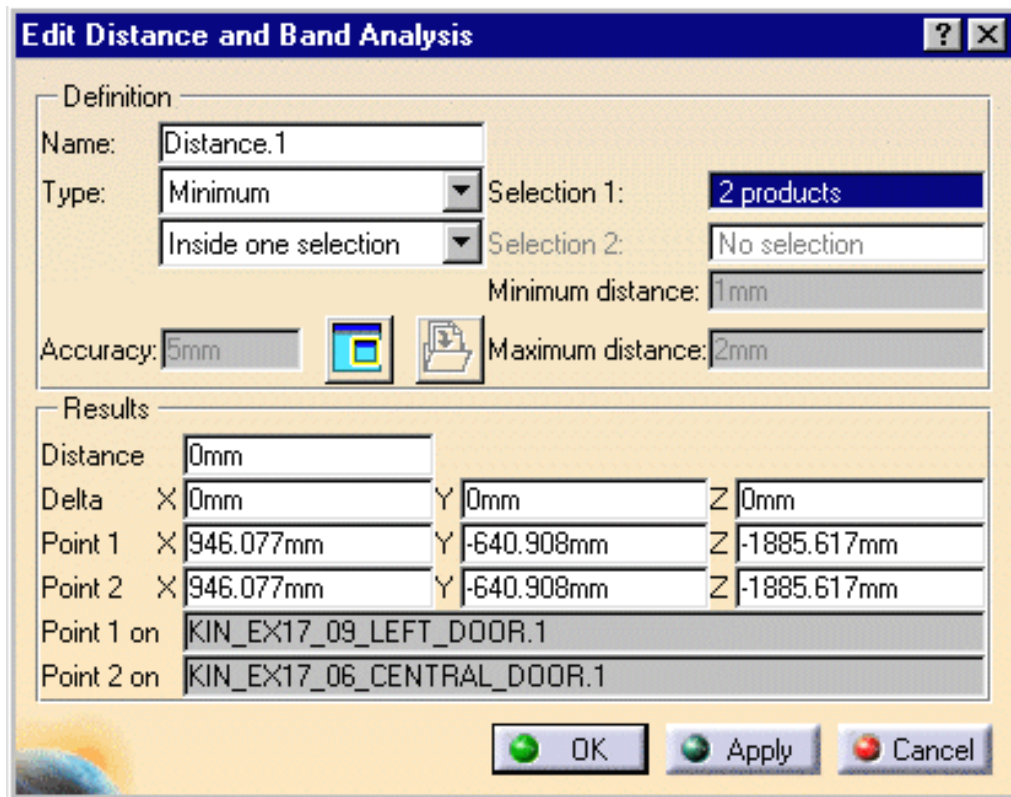 Edit Distance and Band Analysis ? X
Definition
Name: Distance.1
Type: Minimum Selection 1: 2 products
Inside one selection Selection 2: No selection
Minimum distance: 1mm
Accuracy: 5mm Maximum distance: 2mm
Results
Distance 0mm
Delta X 0mm Y 0mm Z 0mm
Point 1 X 946.077mm Y -640.908mm Z -1885.617mm
Point 2 X 946.077mm Y -640.908mm Z -1885.617mm
Point 1 on KIN_EX17_09_LEFT_DOOR.1
Point 2 on KIN_EX17_06_CENTRAL_DOOR.1
OK Apply Cancel